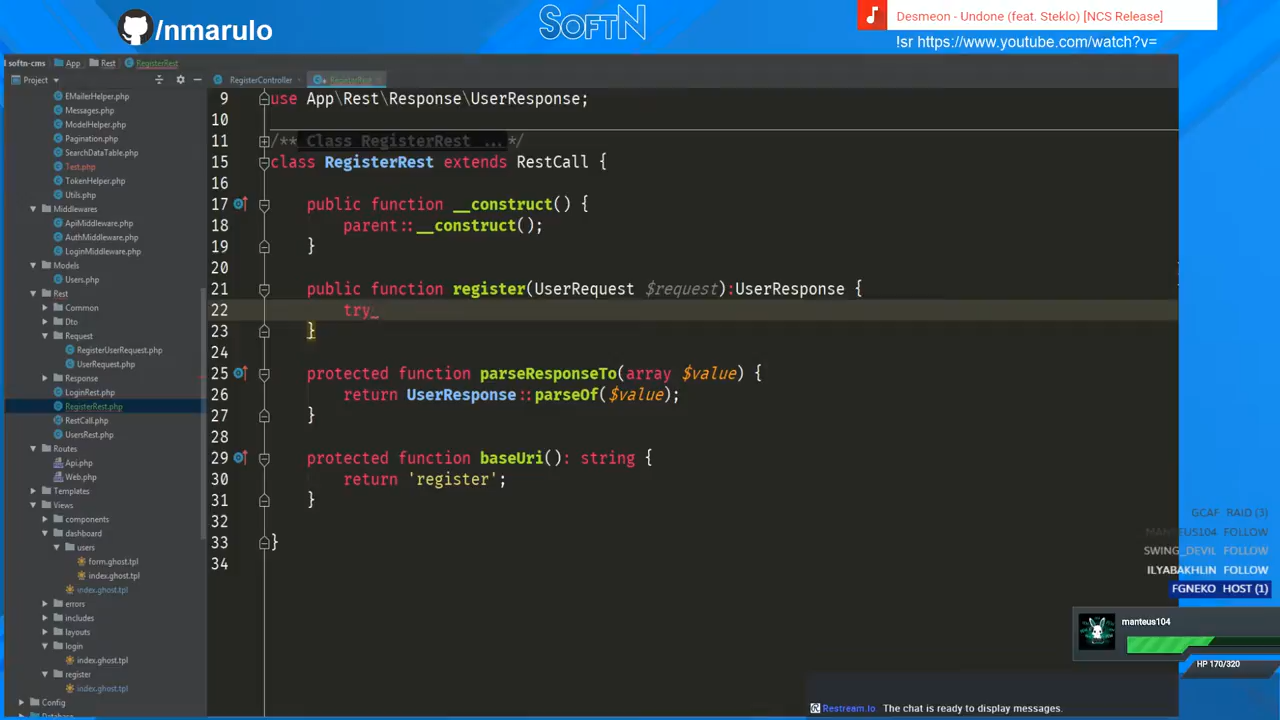 /nmarulo
SOFTN
Desmeon - Undone (feat. Steklo) [NCS Release]
!sr https://www.youtube.com/watch?v=
softn-cms App Rest RegisterRest
Project
RegisterController
RegisterRest
EMailerHelper.php
Messages.php
ModelHelper.php
Pagination.php
SearchDataTable.php
Test.php
TokenHelper.php
Utils.php
Middlewares
ApiMiddleware.php
AuthMiddleware.php
LoginMiddleware.php
Models
Users.php
Rest
Common
Dto
Request
RegisterUserRequest.php
UserRequest.php
Response
LoginRest.php
RegisterRest.php
RestCall.php
UsersRest.php
Routes
Api.php
Web.php
Templates
Views
components
dashboard
users
form.ghost.tpl
index.ghost.tpl
index.ghost.tpl
errors
includes
layouts
login
index.ghost.tpl
register
index.ghost.tpl
Config
Database
9 use App\Rest\Response\UserResponse;
10
11 /** Class RegisterRest ...*/
15 class RegisterRest extends RestCall {
16
17 public function __construct() {
18 parent::__construct();
19 }
20
21 public function register(UserRequest $request):UserResponse {
22 try_
23 }
24
25 protected function parseResponseTo(array $value) {
26 return UserResponse::parseOf($value);
27 }
28
29 protected function baseUri(): string {
30 return 'register';
31 }
32
33 }
34
GCAF RAID (3)
MANTEUS104 FOLLOW
SWING_DEVIL FOLLOW
ILYABAKHLIN FOLLOW
FGNEKO HOST (1)
manteus104
HP 170/320
Restream.io The chat is ready to display messages.